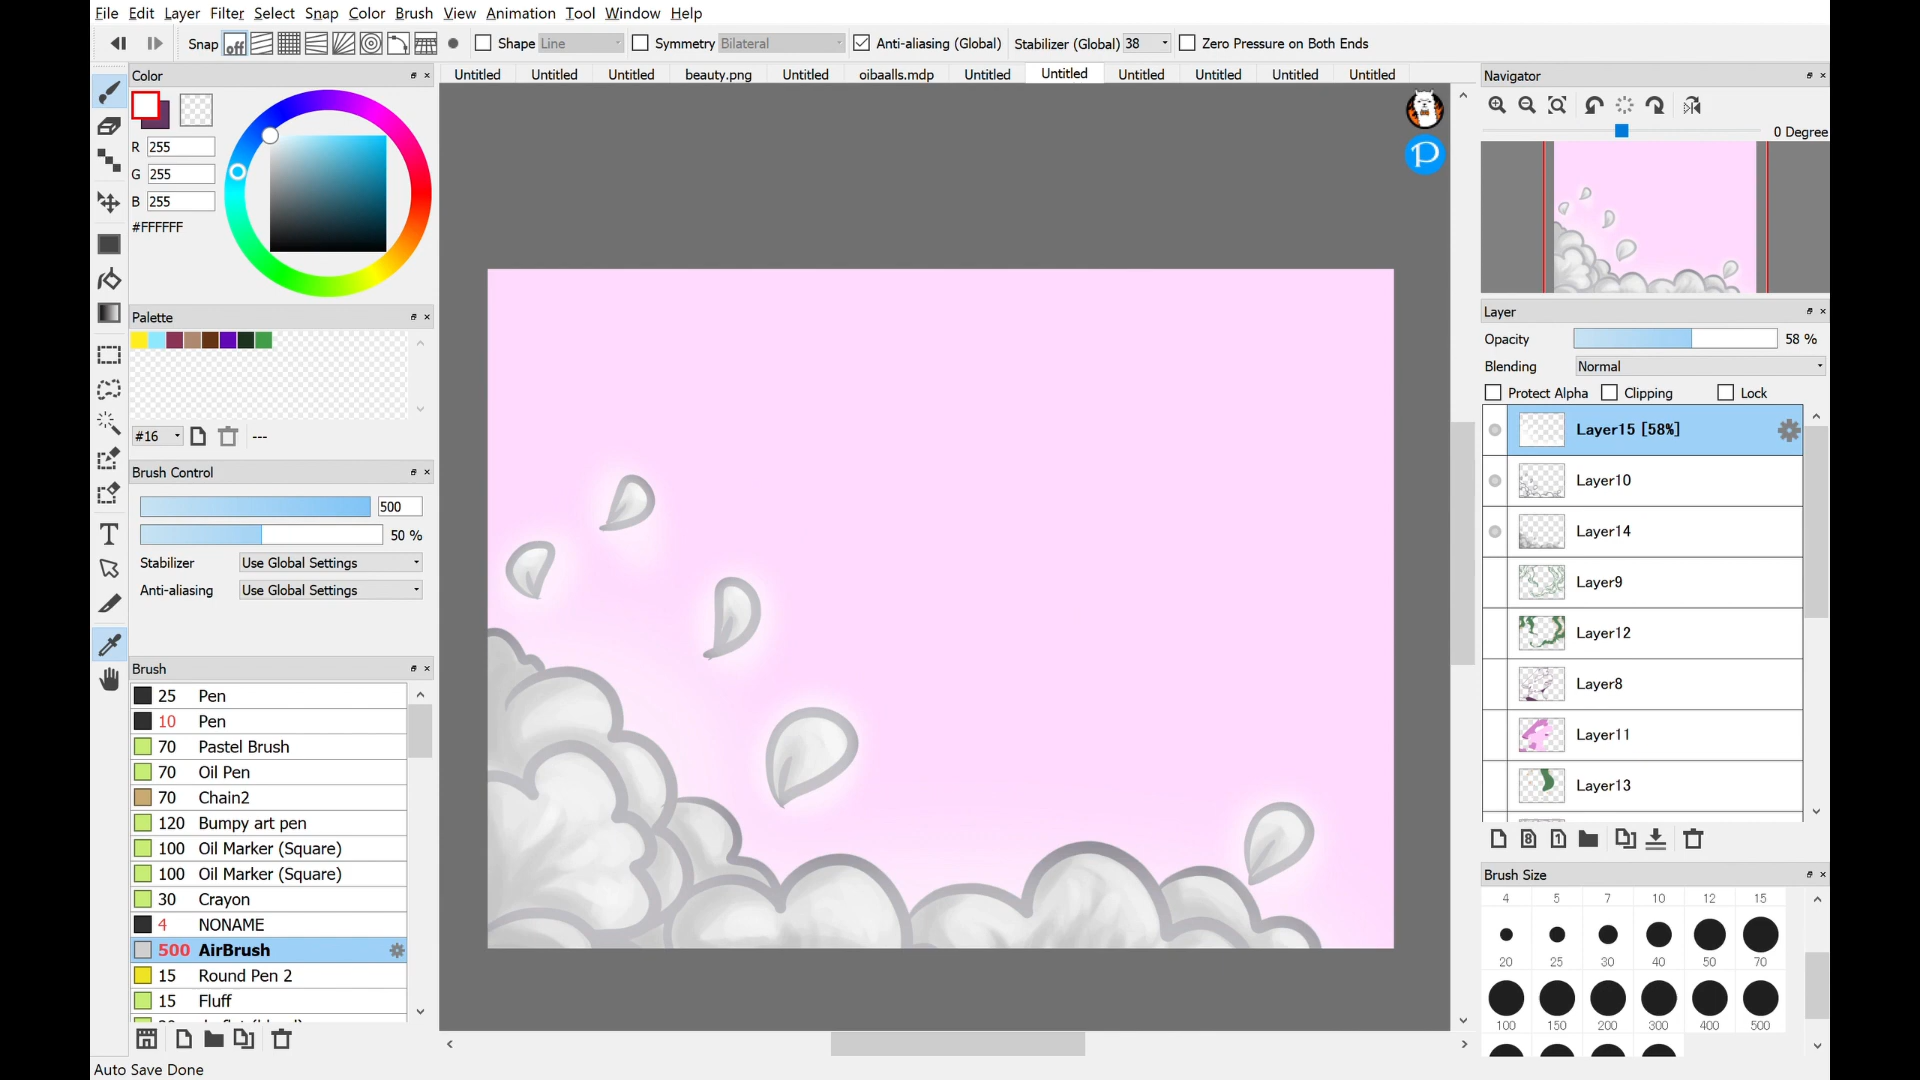 File Edit Layer Filter Select Snap Color Brush View Animation Tool Window Help
Snap off Shape Line Symmetry Bilateral Anti-aliasing (Global) Stabilizer (Global) 38 Zero Pressure on Both Ends
Color
R 255
G 255
B 255
#FFFFFF
Palette
#16 ---
Brush Control
500
50 %
Stabilizer Use Global Settings
Anti-aliasing Use Global Settings
Brush
25 Pen
10 Pen
70 Pastel Brush
70 Oil Pen
70 Chain2
120 Bumpy art pen
100 Oil Marker (Square)
100 Oil Marker (Square)
30 Crayon
4 NONAME
500 AirBrush
15 Round Pen 2
15 Fluff
Auto Save Done
Untitled Untitled Untitled beauty.png Untitled oibaalls.mdp Untitled Untitled Untitled Untitled Untitled Untitled
P
Navigator
0 Degree
Layer
Opacity 58 %
Blending Normal
Protect Alpha Clipping Lock
Layer15 [58%]
Layer10
Layer14
Layer9
Layer12
Layer8
Layer11
Layer13
8 1
Brush Size
4 5 7 10 12 15
20 25 30 40 50 70
100 150 200 300 400 500